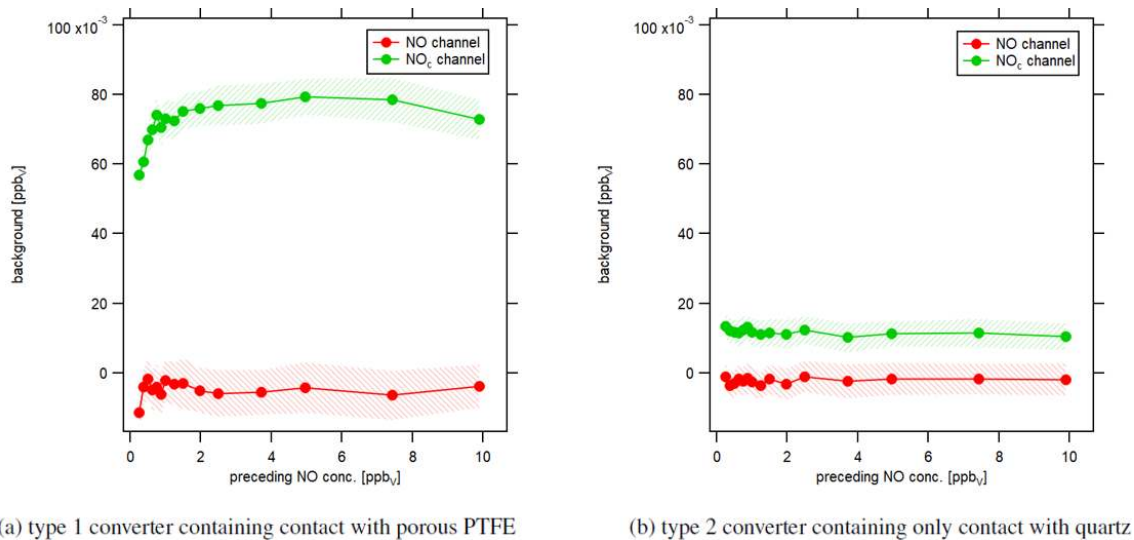 100 x10⁻³
80
60
40
20
0
background [ppbᵥ]
0 2 4 6 8 10
preceding NO conc. [ppbᵥ]
NO channel
NO꜀ channel
(a) type 1 converter containing contact with porous PTFE
100 x10⁻³
80
60
40
20
0
background [ppbᵥ]
0 2 4 6 8 10
preceding NO conc. [ppbᵥ]
NO channel
NO꜀ channel
(b) type 2 converter containing only contact with quartz